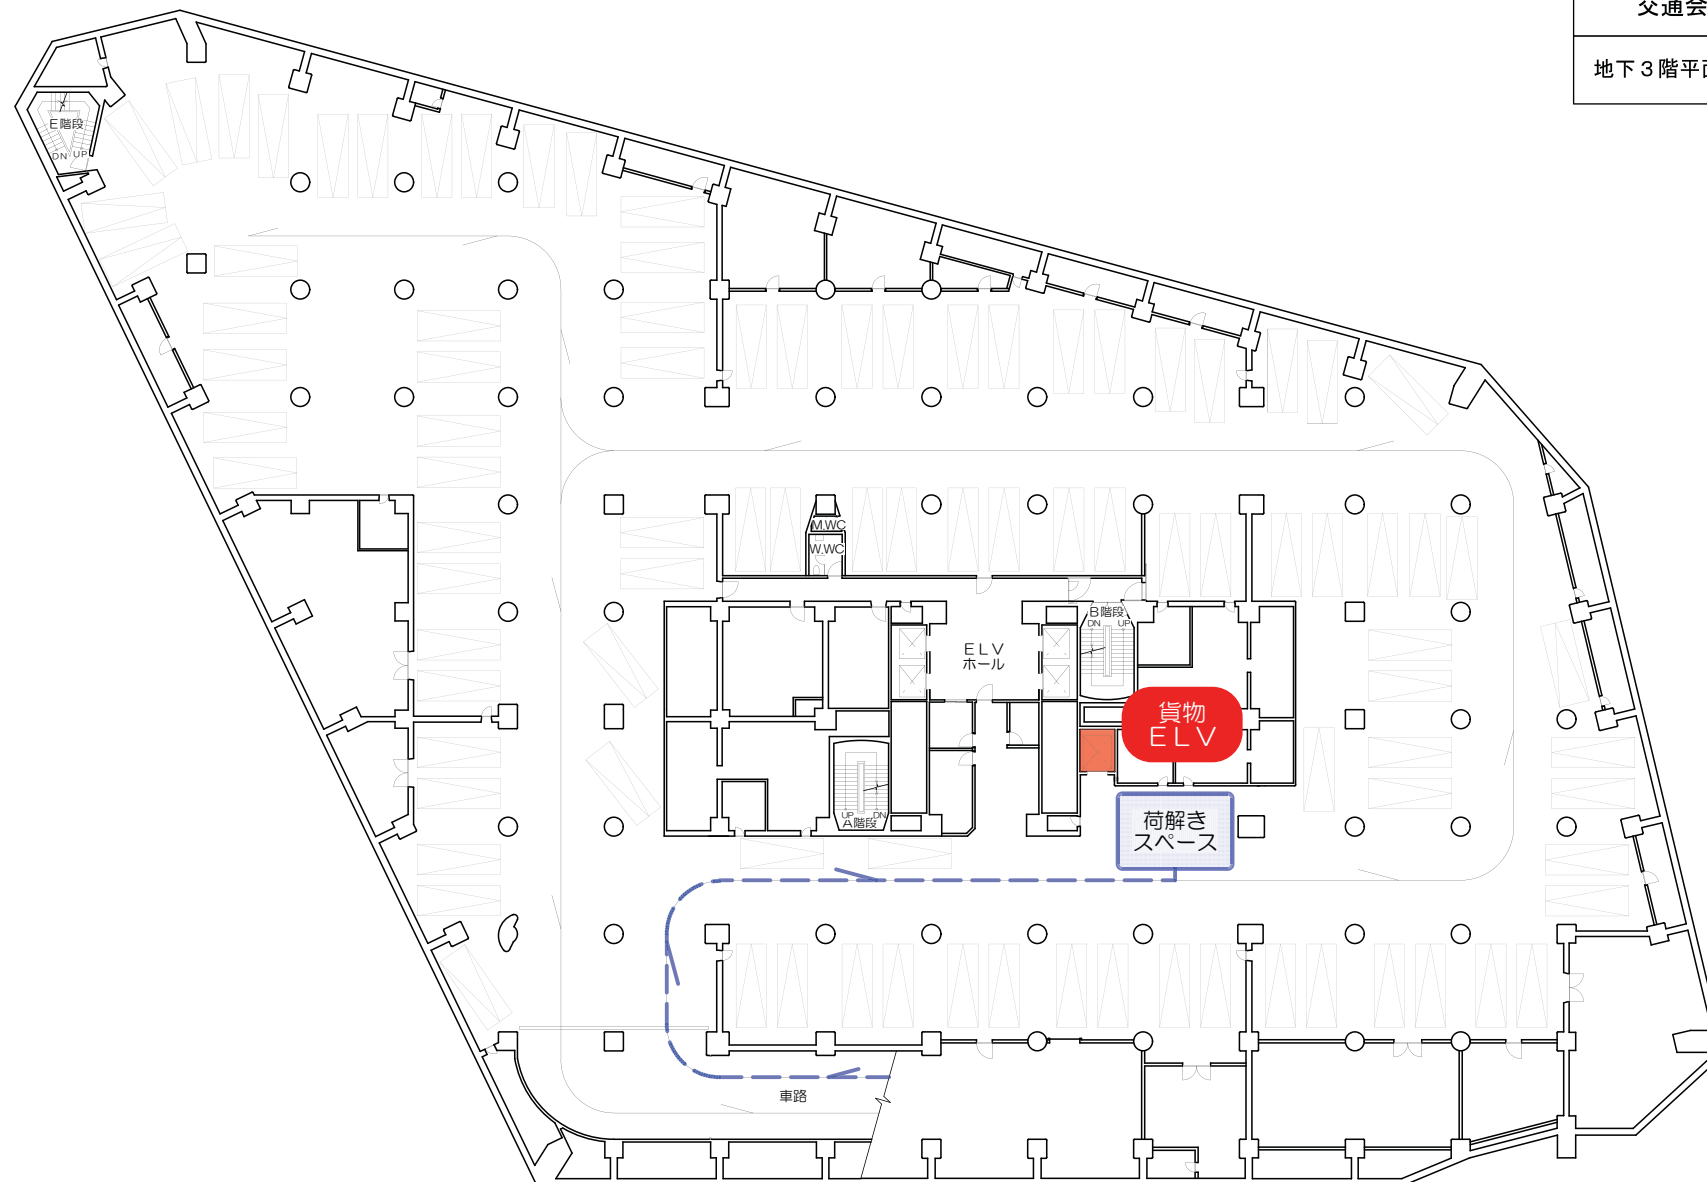 交通会
地下３階平面
E階段
DN UP
M.WC
W.WC
ELV
ホール
B階段
DN UP
貨物
ELV
荷解き
スペース
UP DN
A階段
車路